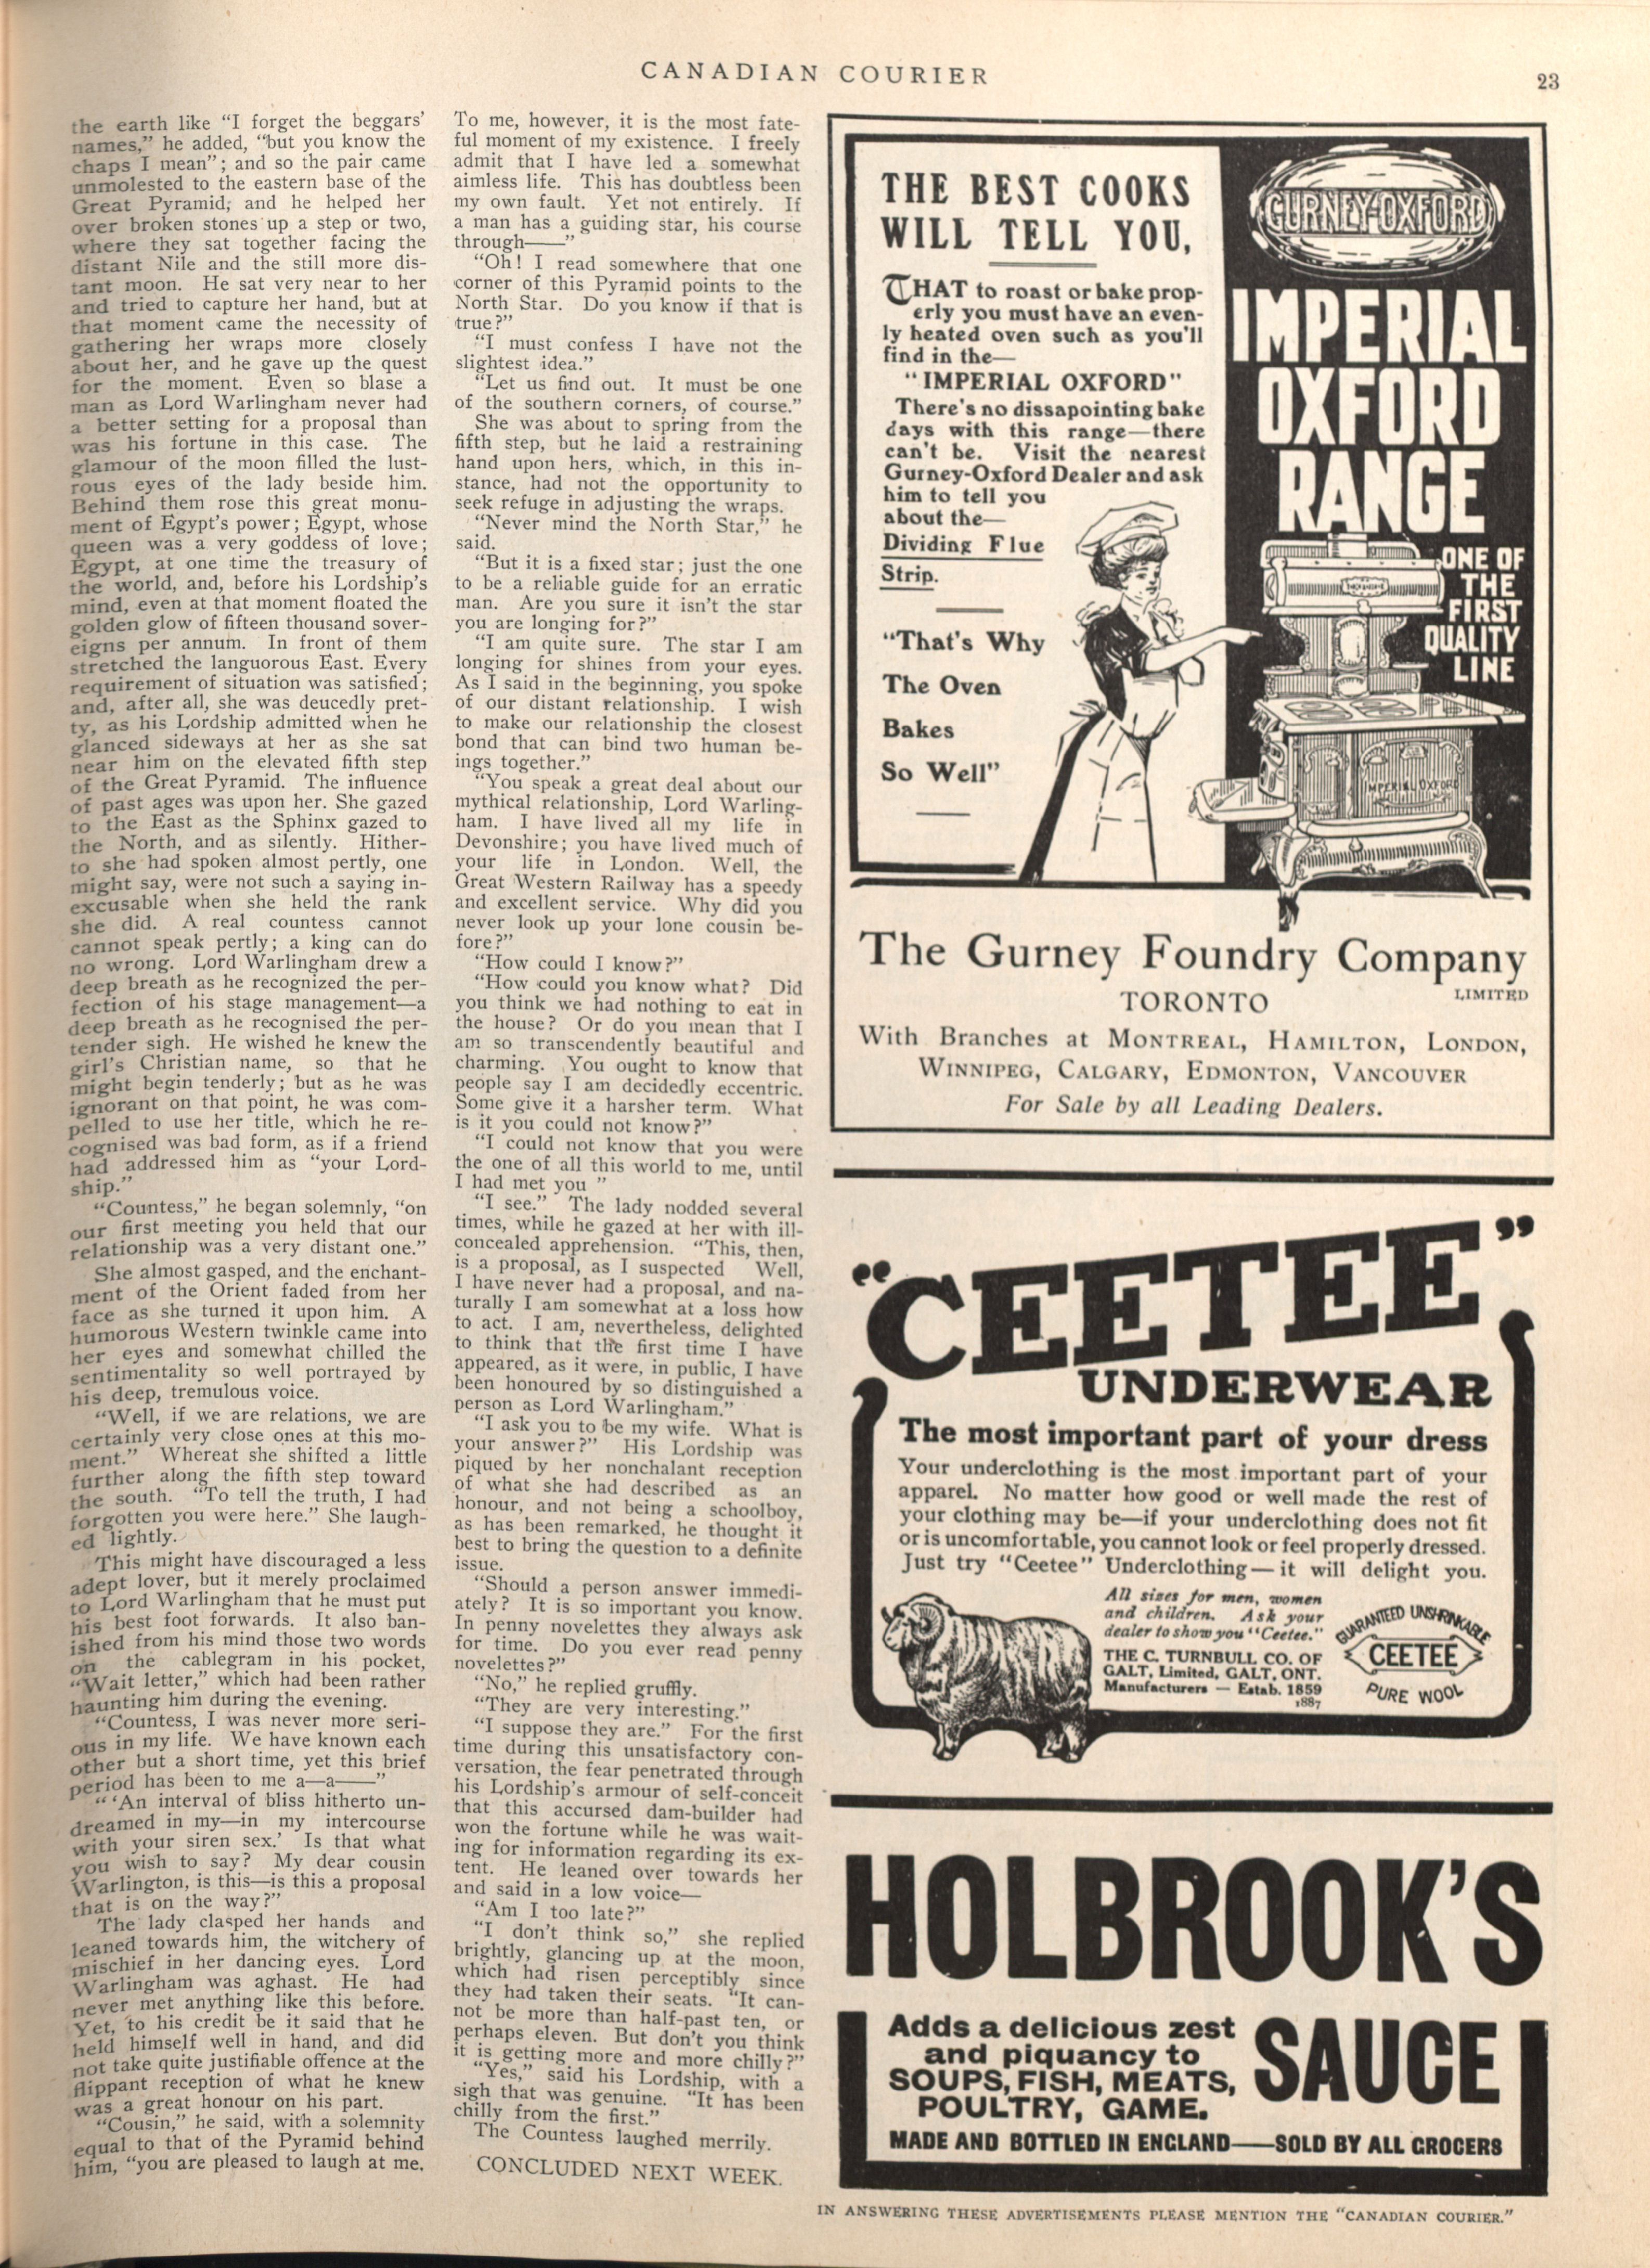 CANADIAN COURIER
23
the earth like "I forget the beggars'
names," he added, "but you know the
chaps I mean"; and so the pair came
unmolested to the eastern base of the
Great Pyramid, and he helped her
over broken stones up a step or two,
where they sat together facing the
distant Nile and the still more dis-
tant moon. He sat very near to her
and tried to capture her hand, but at
that moment came the necessity of
gathering her wraps more closely
about her, and he gave up the quest
for the moment. Even so blase a
man as Lord Warlingham never had
a better setting for a proposal than
was his fortune in this case. The
glamour of the moon filled the lust-
rous eyes of the lady beside him.
Behind them rose this great monu-
ment of Egypt's power; Egypt, whose
queen was a very goddess of love;
Egypt, at one time the treasury of
the world, and, before his Lordship's
mind, even at that moment floated the
golden glow of fifteen thousand sover-
eigns per annum. In front of them
stretched the languorous East. Every
requirement of situation was satisfied;
and, after all, she was deucedly pret-
ty, as his Lordship admitted when he
glanced sideways at her as she sat
near him on the elevated fifth step
of the Great Pyramid. The influence
of past ages was upon her. She gazed
to the East as the Sphinx gazed to
the North, and as silently. Hither-
to she had spoken almost pertly, one
might say, were not such a saying in-
excusable when she held the rank
she did. A real countess cannot
cannot speak pertly; a king can do
no wrong. Lord Warlingham drew a
deep breath as he recognized the per-
fection of his stage management—a
deep breath as he recognised the per-
tender sigh. He wished he knew the
girl's Christian name, so that he
might begin tenderly; but as he was
ignorant on that point, he was com-
pelled to use her title, which he re-
cognised was bad form, as if a friend
had addressed him as "your Lord-
ship."
"Countess," he began solemnly, "on
our first meeting you held that our
relationship was a very distant one."
She almost gasped, and the enchant-
ment of the Orient faded from her
face as she turned it upon him. A
humorous Western twinkle came into
her eyes and somewhat chilled the
sentimentality so well portrayed by
his deep, tremulous voice.
"Well, if we are relations, we are
certainly very close ones at this mo-
ment." Whereat she shifted a little
further along the fifth step toward
the south. "To tell the truth, I had
forgotten you were here." She laugh-
ed lightly.
This might have discouraged a less
adept lover, but it merely proclaimed
to Lord Warlingham that he must put
his best foot forwards. It also ban-
ished from his mind those two words
on the cablegram in his pocket,
"Wait letter," which had been rather
haunting him during the evening.
"Countess, I was never more seri-
ous in my life. We have known each
other but a short time, yet this brief
period has been to me a—a——"
"'An interval of bliss hitherto un-
dreamed in my—in my intercourse
with your siren sex.' Is that what
you wish to say? My dear cousin
Warlington, is this—is this a proposal
that is on the way?"
The lady clasped her hands and
leaned towards him, the witchery of
mischief in her dancing eyes. Lord
Warlingham was aghast. He had
never met anything like this before.
Yet, to his credit be it said that he
held himself well in hand, and did
not take quite justifiable offence at the
flippant reception of what he knew
was a great honour on his part.
"Cousin," he said, with a solemnity
equal to that of the Pyramid behind
him, "you are pleased to laugh at me.
To me, however, it is the most fate-
ful moment of my existence. I freely
admit that I have led a somewhat
aimless life. This has doubtless been
my own fault. Yet not entirely. If
a man has a guiding star, his course
through——"
"Oh! I read somewhere that one
corner of this Pyramid points to the
North Star. Do you know if that is
true?"
"I must confess I have not the
slightest idea."
"Let us find out. It must be one
of the southern corners, of course."
She was about to spring from the
fifth step, but he laid a restraining
hand upon hers, which, in this in-
stance, had not the opportunity to
seek refuge in adjusting the wraps.
"Never mind the North Star," he
said.
"But it is a fixed star; just the one
to be a reliable guide for an erratic
man. Are you sure it isn't the star
you are longing for?"
"I am quite sure. The star I am
longing for shines from your eyes.
As I said in the beginning, you spoke
of our distant relationship. I wish
to make our relationship the closest
bond that can bind two human be-
ings together."
"You speak a great deal about our
mythical relationship, Lord Warling-
ham. I have lived all my life in
Devonshire; you have lived much of
your life in London. Well, the
Great Western Railway has a speedy
and excellent service. Why did you
never look up your lone cousin be-
fore?"
"How could I know?"
"How could you know what? Did
you think we had nothing to eat in
the house? Or do you mean that I
am so transcendently beautiful and
charming. You ought to know that
people say I am decidedly eccentric.
Some give it a harsher term. What
is it you could not know?"
"I could not know that you were
the one of all this world to me, until
I had met you "
"I see." The lady nodded several
times, while he gazed at her with ill-
concealed apprehension. "This, then,
is a proposal, as I suspected Well,
I have never had a proposal, and na-
turally I am somewhat at a loss how
to act. I am, nevertheless, delighted
to think that the first time I have
appeared, as it were, in public, I have
been honoured by so distinguished a
person as Lord Warlingham."
"I ask you to be my wife. What is
your answer?" His Lordship was
piqued by her nonchalant reception
of what she had described as an
honour, and not being a schoolboy,
as has been remarked, he thought it
best to bring the question to a definite
issue.
"Should a person answer immedi-
ately? It is so important you know.
In penny novelettes they always ask
for time. Do you ever read penny
novelettes?"
"No," he replied gruffly.
"They are very interesting."
"I suppose they are." For the first
time during this unsatisfactory con-
versation, the fear penetrated through
his Lordship's armour of self-conceit
that this accursed dam-builder had
won the fortune while he was wait-
ing for information regarding its ex-
tent. He leaned over towards her
and said in a low voice—
"Am I too late?"
"I don't think so," she replied
brightly, glancing up at the moon,
which had risen perceptibly since
they had taken their seats. "It can-
not be more than half-past ten, or
perhaps eleven. But don't you think
it is getting more and more chilly?"
"Yes," said his Lordship, with a
sigh that was genuine. "It has been
chilly from the first."
The Countess laughed merrily.
CONCLUDED NEXT WEEK.
THE BEST COOKS
WILL TELL YOU,
THAT to roast or bake prop-
erly you must have an even-
ly heated oven such as you'll
find in the—
"IMPERIAL OXFORD"
There's no dissapointing bake
days with this range—there
can't be. Visit the nearest
Gurney-Oxford Dealer and ask
him to tell you
about the—
Dividing Flue
Strip.
"That's Why
The Oven
Bakes
So Well"
GURNEY-OXFORD
IMPERIAL
OXFORD
RANGE
ONE OF
THE
FIRST
QUALITY
LINE
IMPERIAL OXFORD
The Gurney Foundry Company
LIMITED
TORONTO
With Branches at MONTREAL, HAMILTON, LONDON,
WINNIPEG, CALGARY, EDMONTON, VANCOUVER
For Sale by all Leading Dealers.
"CEETEE"
UNDERWEAR
The most important part of your dress
Your underclothing is the most important part of your
apparel. No matter how good or well made the rest of
your clothing may be—if your underclothing does not fit
or is uncomfortable, you cannot look or feel properly dressed.
Just try "Ceetee" Underclothing—it will delight you.
All sizes for men, women
and children. Ask your
dealer to show you "Ceetee."
THE C. TURNBULL CO. OF
GALT, Limited, GALT, ONT.
Manufacturers — Estab. 1859
1887
GUARANTEED UNSHRINKABLE
CEETEE
PURE WOOL
HOLBROOK'S
Adds a delicious zest
and piquancy to
SOUPS, FISH, MEATS,
POULTRY, GAME.
SAUCE
MADE AND BOTTLED IN ENGLAND——SOLD BY ALL GROCERS
IN ANSWERING THESE ADVERTISEMENTS PLEASE MENTION THE "CANADIAN COURIER."